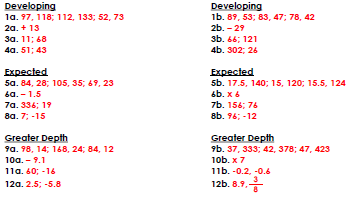 Developing
1a. 97, 118; 112, 133; 52, 73
2a. + 13
3a. 11; 68
4a. 51; 43
Expected
5a. 84, 28; 105, 35; 69, 23
6a. – 1.5
7a. 336; 19
8a. 7; -15
Greater Depth
9a. 98, 14; 168, 24; 84, 12
10a. – 9.1
11a. 60; -16
12a. 2.5; -5.8
Developing
1b. 89, 53; 83, 47; 78, 42
2b. – 29
3b. 66; 121
4b. 302; 26
Expected
5b. 17.5, 140; 15, 120; 15.5, 124
6b. x 6
7b. 156; 76
8b. 96; -12
Greater Depth
9b. 37, 333; 42, 378; 47, 423
10b. x 7
11b. -0.2, -0.6
12b. 8.9, – 3/8